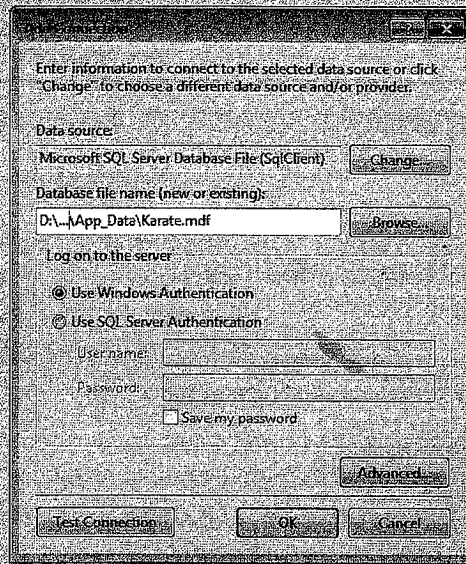 Enter information to connect to the selected data source or click
"Change" to choose a different data source and/or provider.
Data source:
Microsoft SQL Server Database File (SqlClient)
Change...
Database file name (new or existing):
D:\...\App_Data\Karate.mdf
Browse...
Log on to the server
Use Windows Authentication
Use SQL Server Authentication
User name:
Password:
Save my password
Advanced...
Test Connection
OK
Cancel